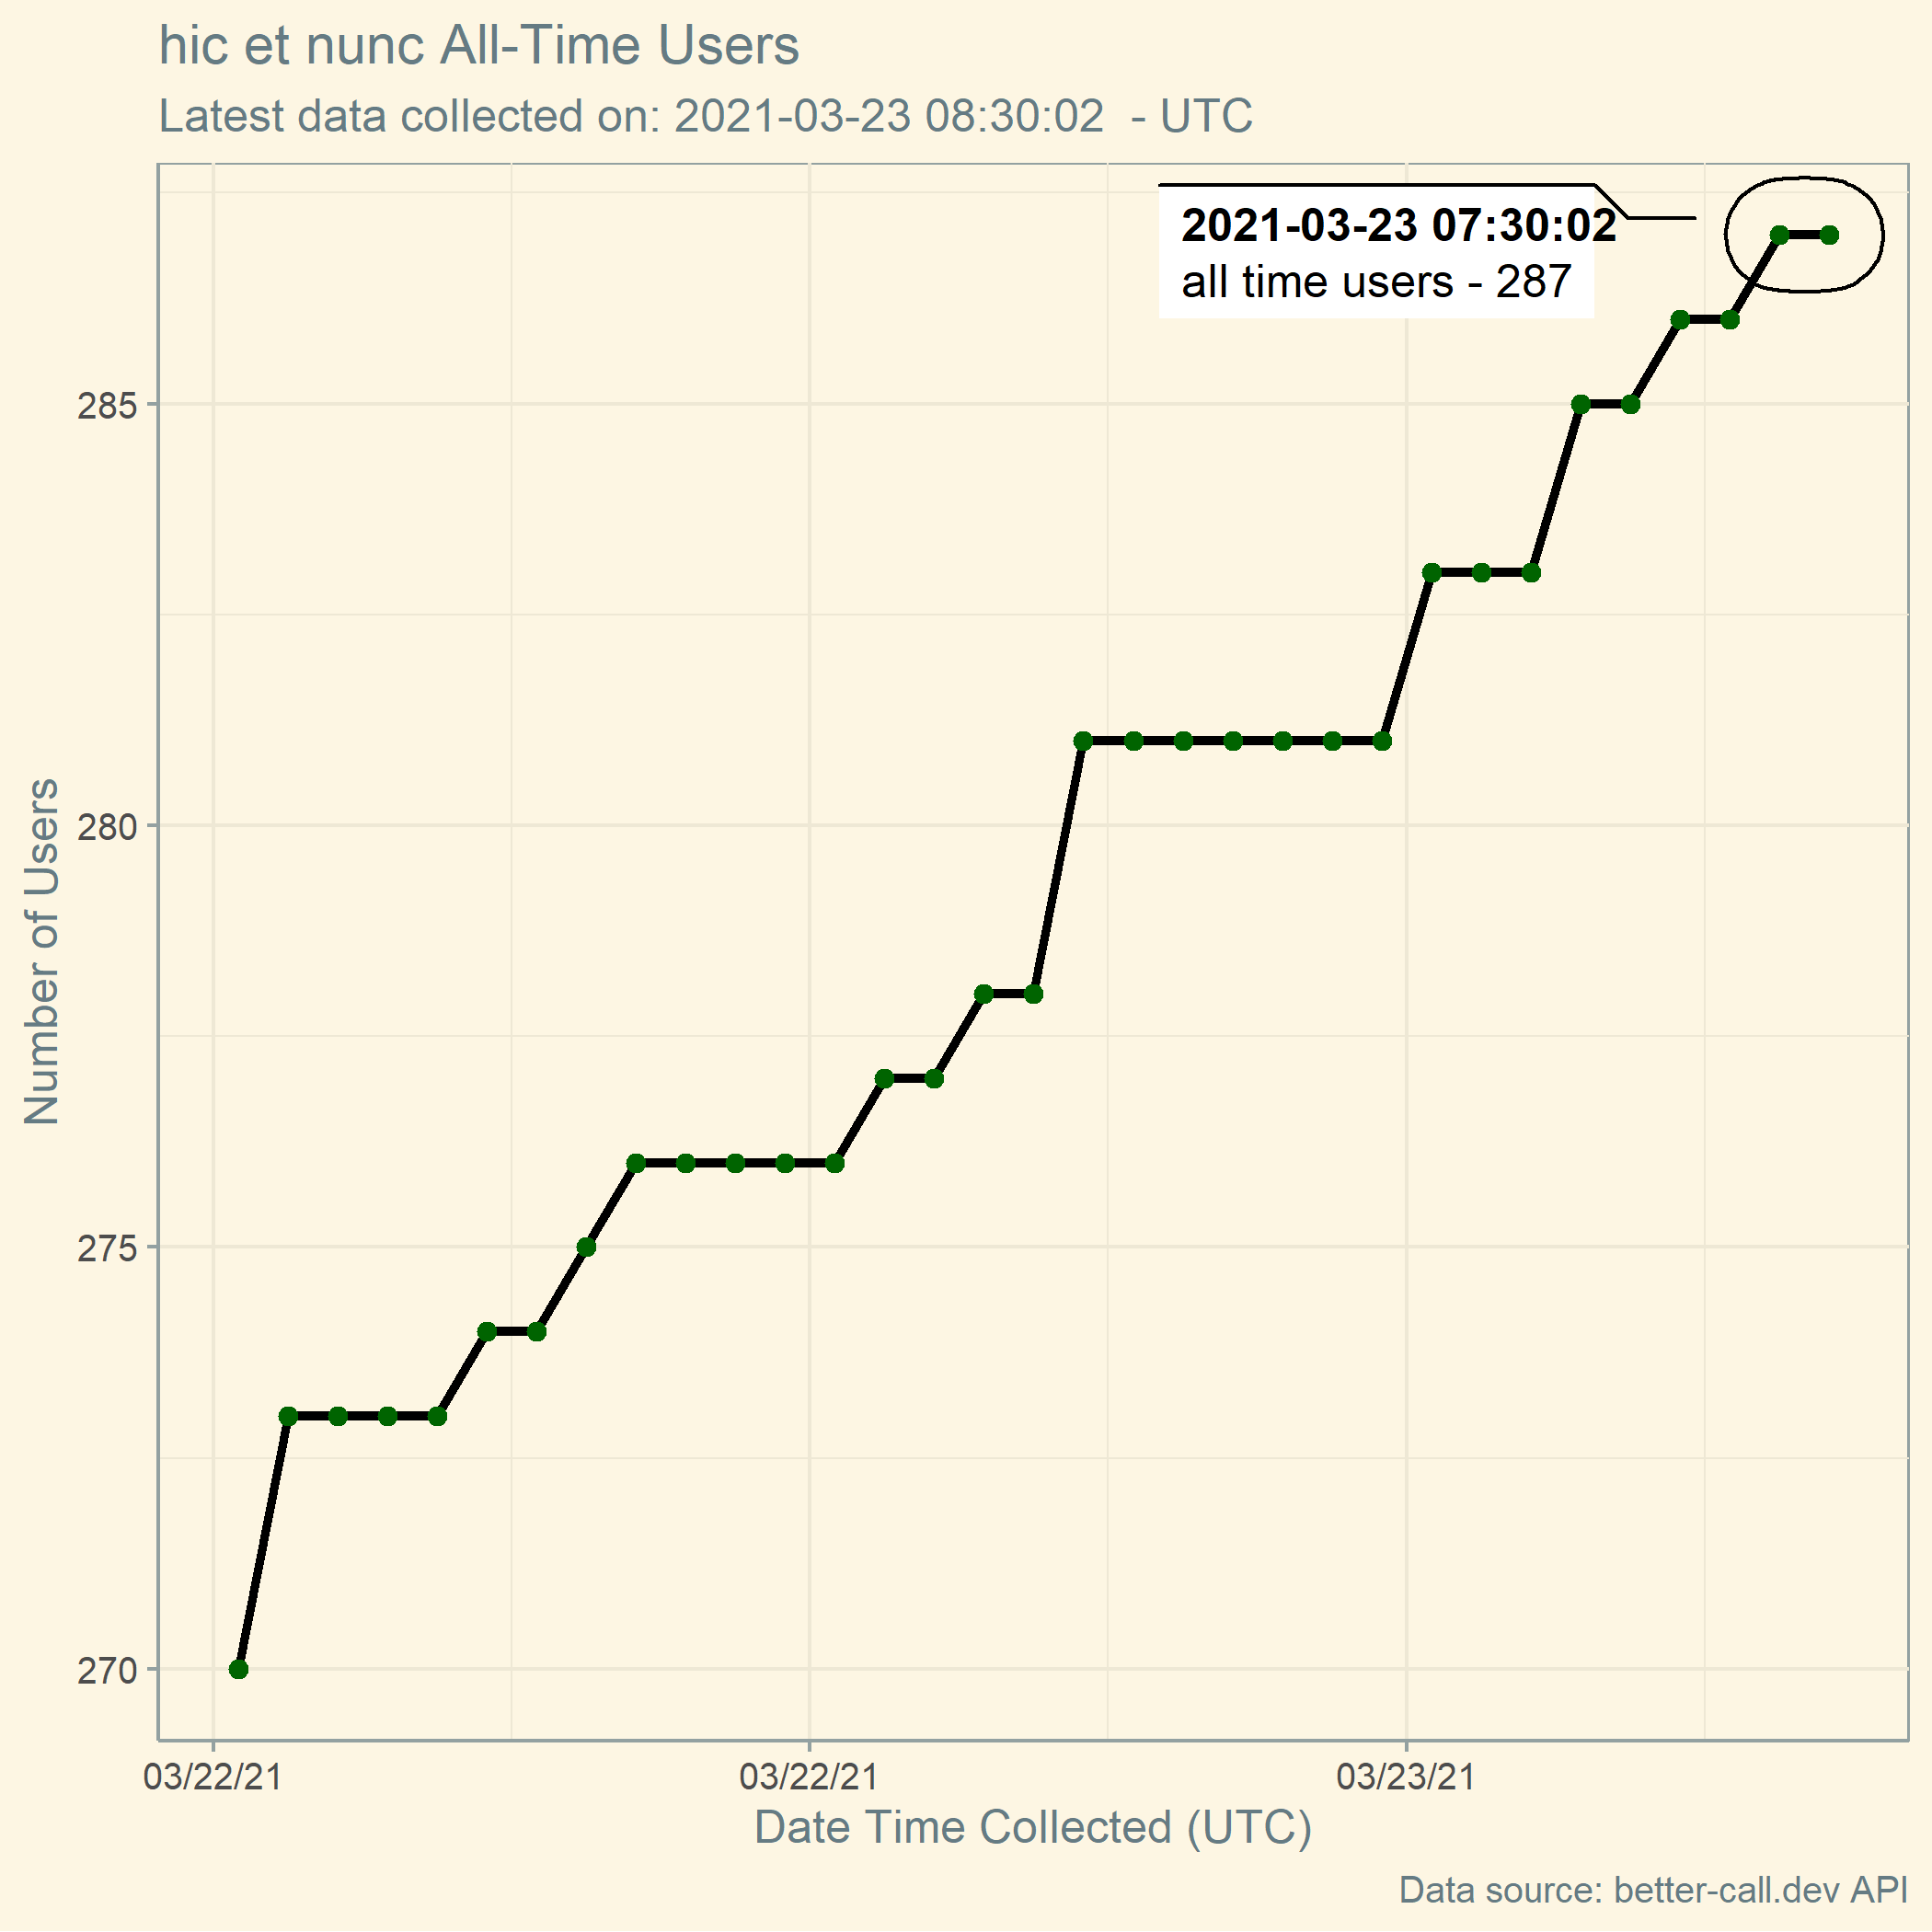 hic et nunc All-Time Users
Latest data collected on: 2021-03-23 08:30:02  - UTC
2021-03-23 07:30:02
all time users - 287
285
280
275
270
Number of Users
03/22/21
03/22/21
03/23/21
Date Time Collected (UTC)
Data source: better-call.dev API